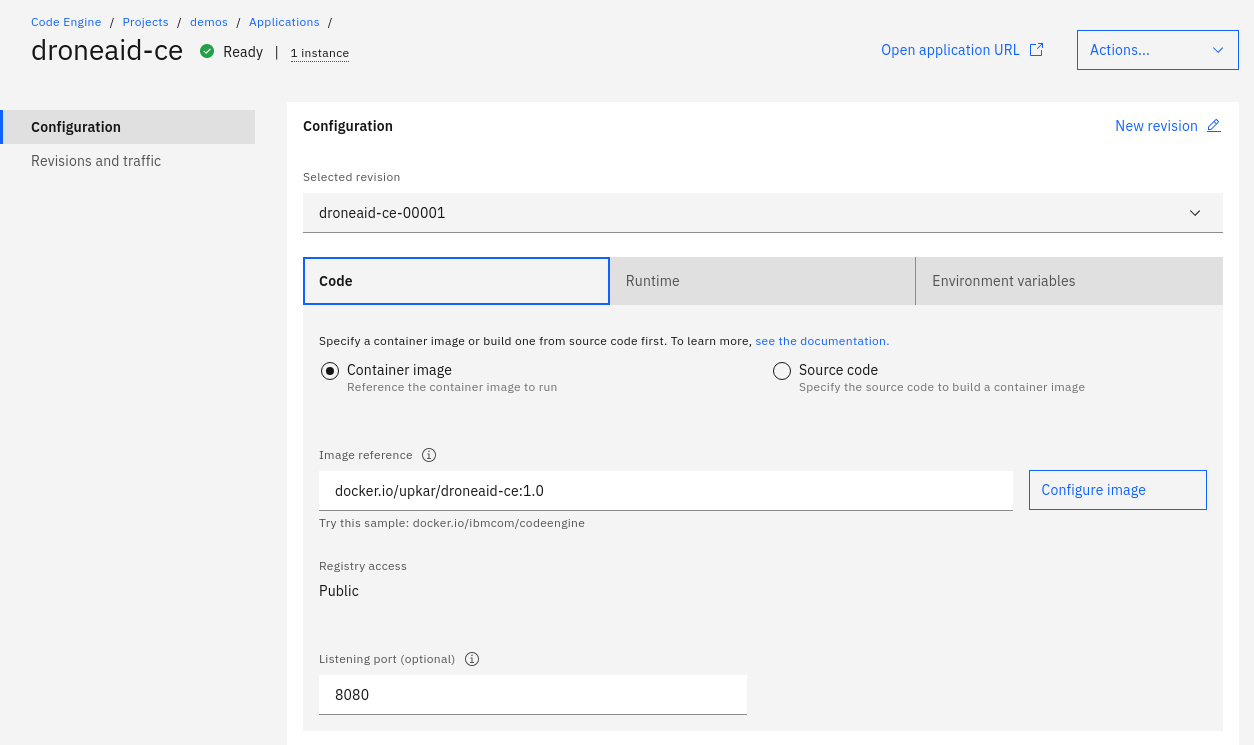 Code Engine / Projects / demos / Applications /
droneaid-ce Ready | 1 instance
Open application URL
Actions...
Configuration
Revisions and traffic
Configuration
New revision
Selected revision
droneaid-ce-00001
Code Runtime Environment variables
Specify a container image or build one from source code first. To learn more, see the documentation.
Container image
Reference the container image to run
Source code
Specify the source code to build a container image
Image reference
docker.io/upkar/droneaid-ce:1.0
Configure image
Try this sample: docker.io/ibmcom/codeengine
Registry access
Public
Listening port (optional)
8080